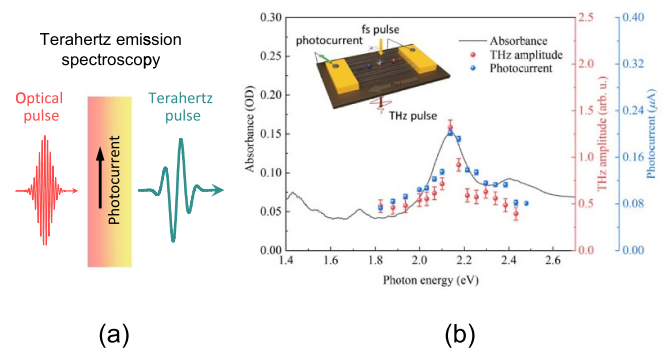 Terahertz emission
spectroscopy
Optical
pulse
Terahertz
pulse
Photocurrent
(a)
fs pulse
photocurrent
THz pulse
Absorbance
THz amplitude
Photocurrent
Absorbance (OD)
0.30
0.25
0.20
0.15
0.10
0.05
0.00
1.4 1.6 1.8 2.0 2.2 2.4 2.6
Photon energy (eV)
2.5
2.0
1.5
1.0
0.5
0.0
THz amplitude (arb. u.)
0.40
0.32
0.24
0.16
0.08
0.00
Photocurrent (μA)
(b)